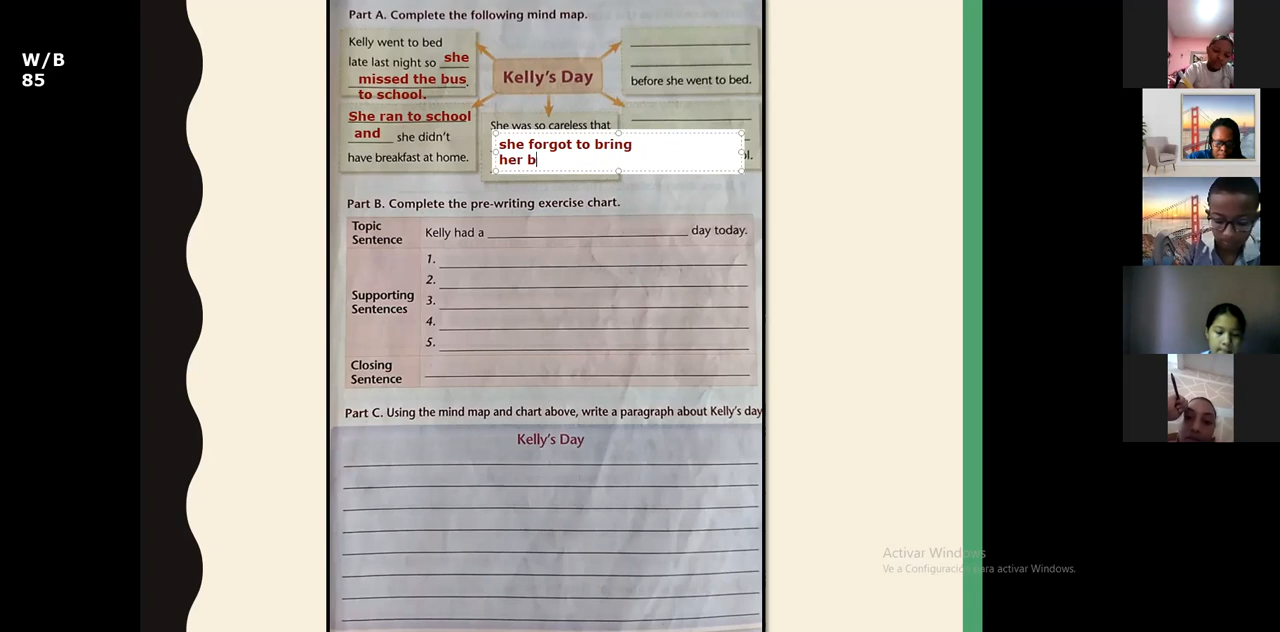 W/B
85
Part A. Complete the following mind map.
Kelly went to bed
late last night so she
missed the bus
to school.
Kelly's Day
before she went to bed.
She ran to school
and she didn't
have breakfast at home.
She was so careless that
she forgot to bring
her b
Part B. Complete the pre-writing exercise chart.
Topic
Sentence
Kelly had a day today.
Supporting
Sentences
1.
2.
3.
4.
5.
Closing
Sentence
Part C. Using the mind map and chart above, write a paragraph about Kelly's day
Kelly's Day
Activar Windows
Ve a Configuración para activar Windows.